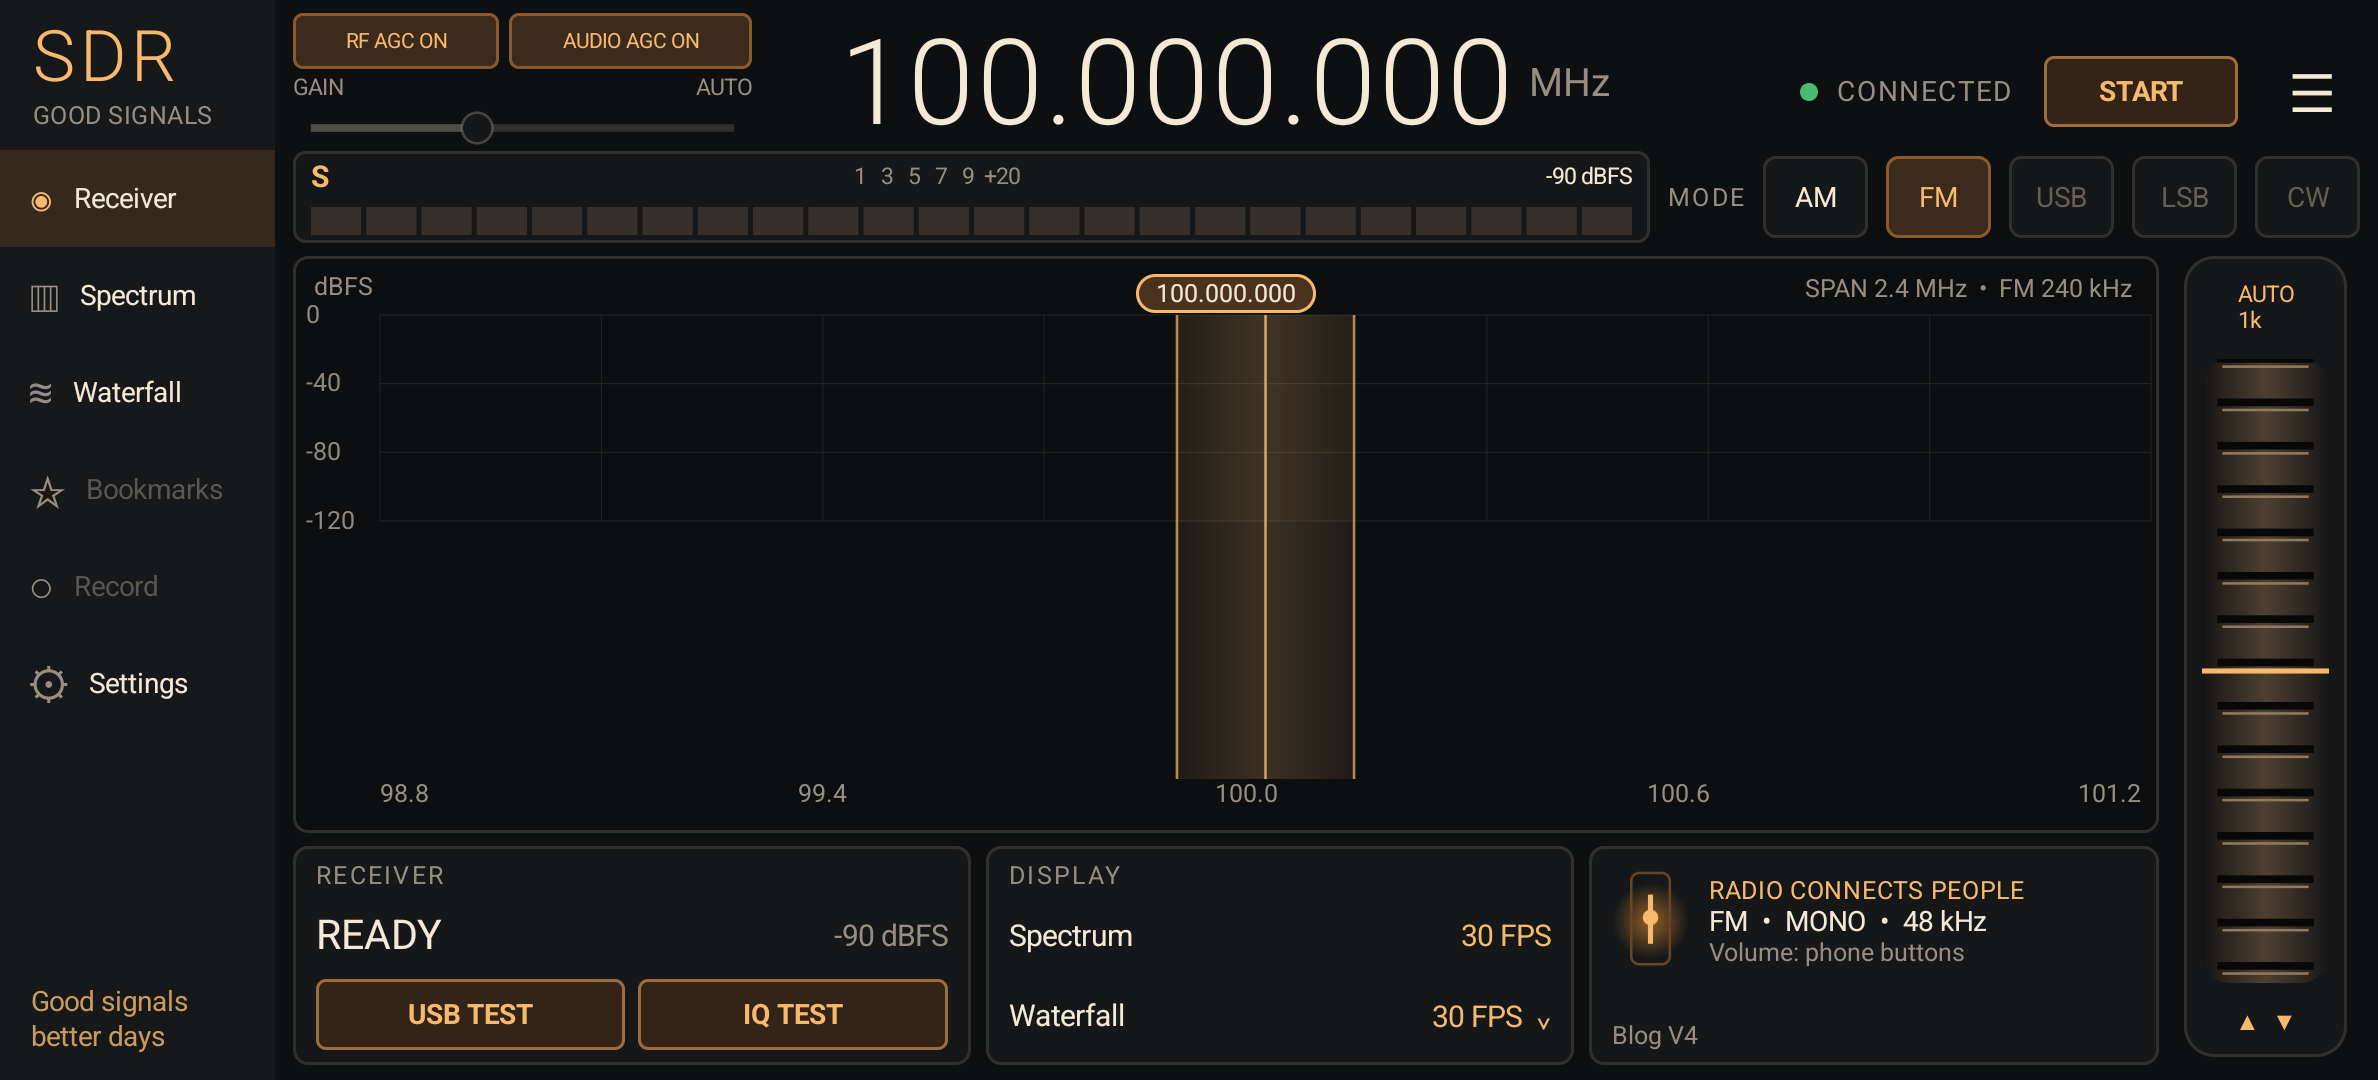 SDR
GOOD SIGNALS
Receiver
Spectrum
Waterfall
Bookmarks
Record
Settings
Good signals
better days
RF AGC ON
AUDIO AGC ON
GAIN
AUTO
100.000.000 MHz
CONNECTED
START
S
1 3 5 7 9 +20
-90 dBFS
MODE
AM
FM
USB
LSB
CW
dBFS
100.000.000
SPAN 2.4 MHz • FM 240 kHz
0
-40
-80
-120
98.8
99.4
100.0
100.6
101.2
AUTO
1k
RECEIVER
READY
-90 dBFS
USB TEST
IQ TEST
DISPLAY
Spectrum
30 FPS
Waterfall
30 FPS
RADIO CONNECTS PEOPLE
FM • MONO • 48 kHz
Volume: phone buttons
Blog V4